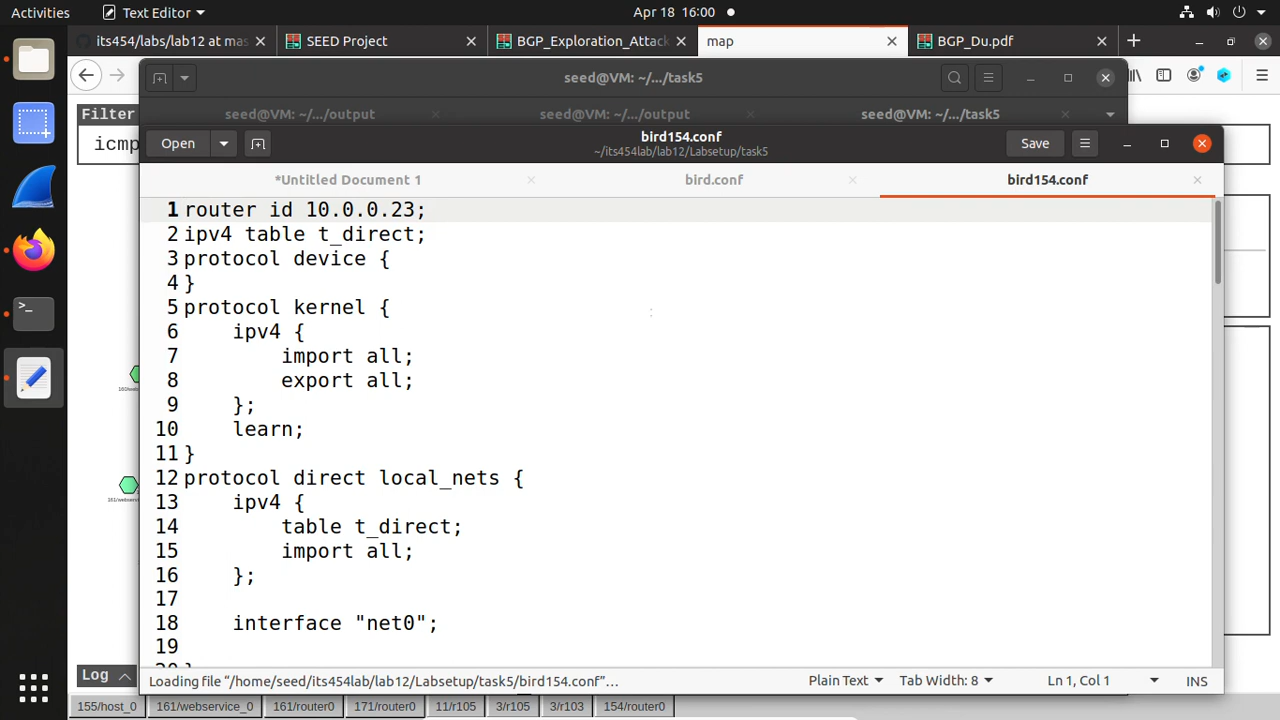 Activities
Text Editor
Apr 18 16:00
its454/labs/lab12 at mas
SEED Project
BGP_Exploration_Attack
map
BGP_Du.pdf
seed@VM: ~/.../task5
Filter
seed@VM: ~/.../output
seed@VM: ~/.../output
seed@VM: ~/.../task5
icmp
Open
bird154.conf
~/its454lab/lab12/Labsetup/task5
Save
*Untitled Document 1
bird.conf
bird154.conf
1 router id 10.0.0.23;
2 ipv4 table t_direct;
3 protocol device {
4 }
5 protocol kernel {
6 ipv4 {
7 import all;
8 export all;
9 };
10 learn;
11 }
12 protocol direct local_nets {
13 ipv4 {
14 table t_direct;
15 import all;
16 };
17
18 interface "net0";
19
20 }
Log
Loading file “/home/seed/its454lab/lab12/Labsetup/task5/bird154.conf”…
Plain Text
Tab Width: 8
Ln 1, Col 1
INS
155/host_0
161/webservice_0
161/router0
171/router0
11/r105
3/r105
3/r103
154/router0